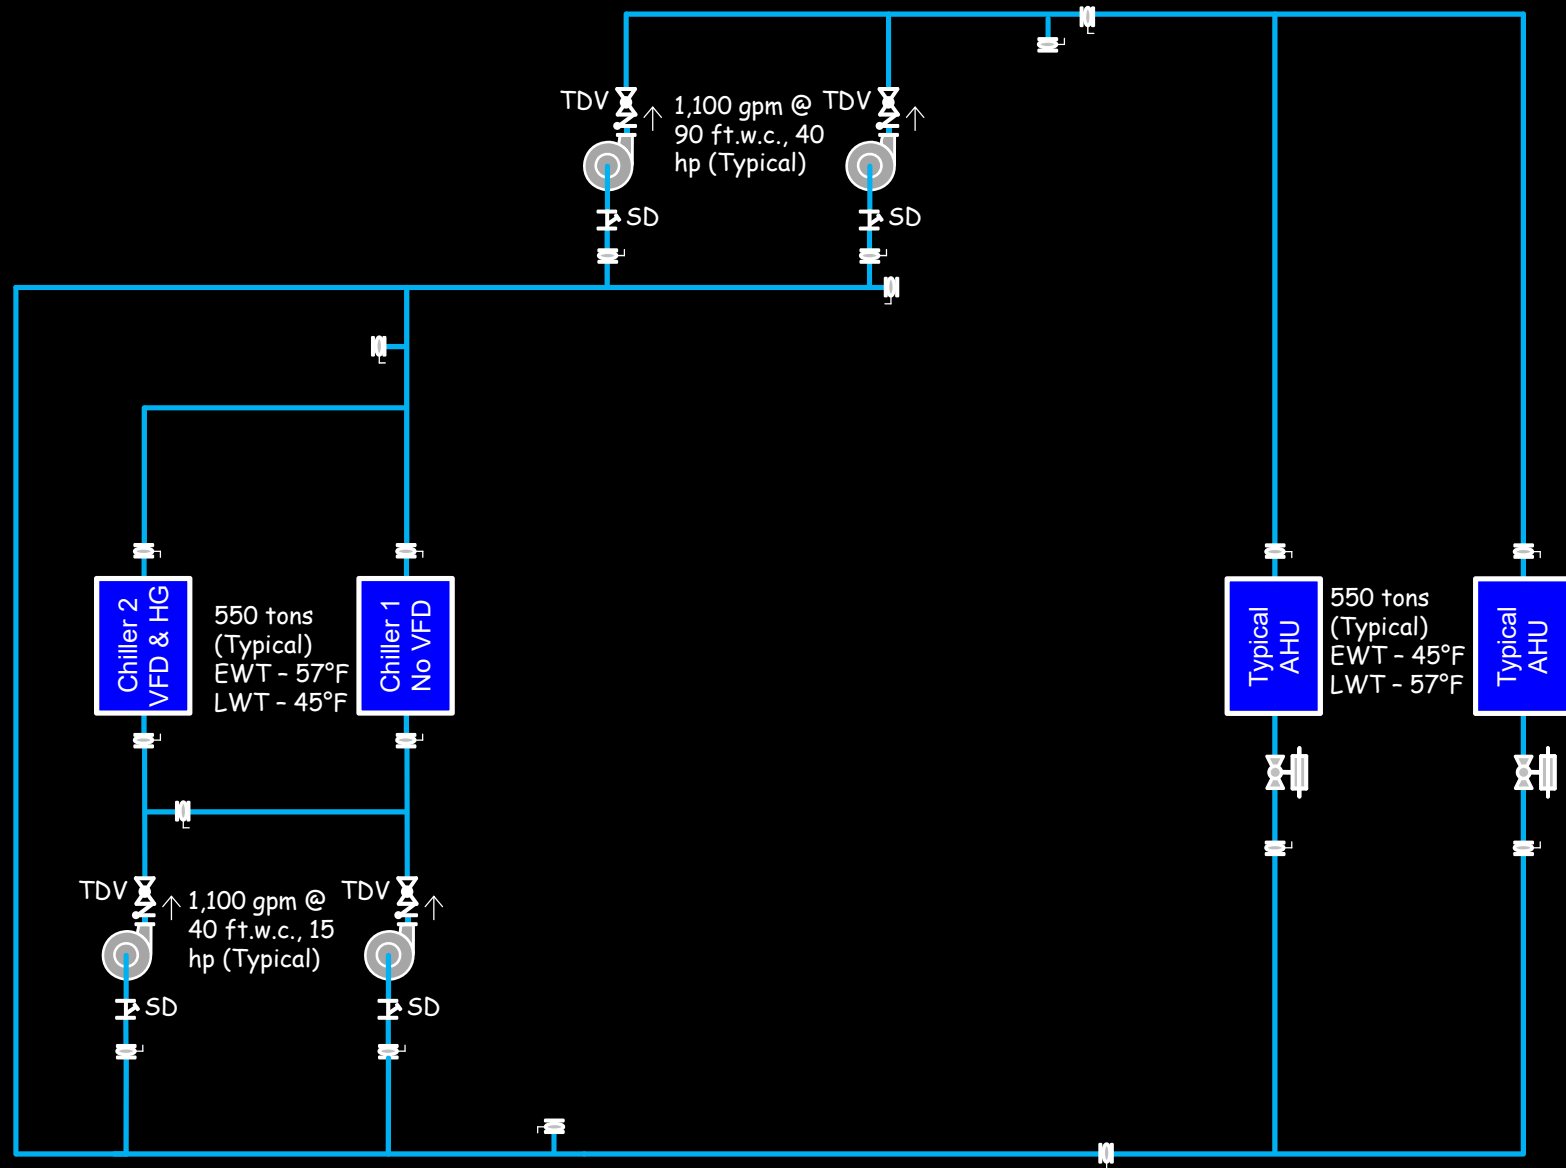 TDV
1,100 gpm @
90 ft.w.c., 40
hp (Typical)
TDV
SD
SD
Chiller 2
VFD & HG
550 tons
(Typical)
EWT - 57°F
LWT - 45°F
Chiller 1
No VFD
Typical
AHU
550 tons
(Typical)
EWT - 45°F
LWT - 57°F
Typical
AHU
TDV
1,100 gpm @
40 ft.w.c., 15
hp (Typical)
TDV
SD
SD